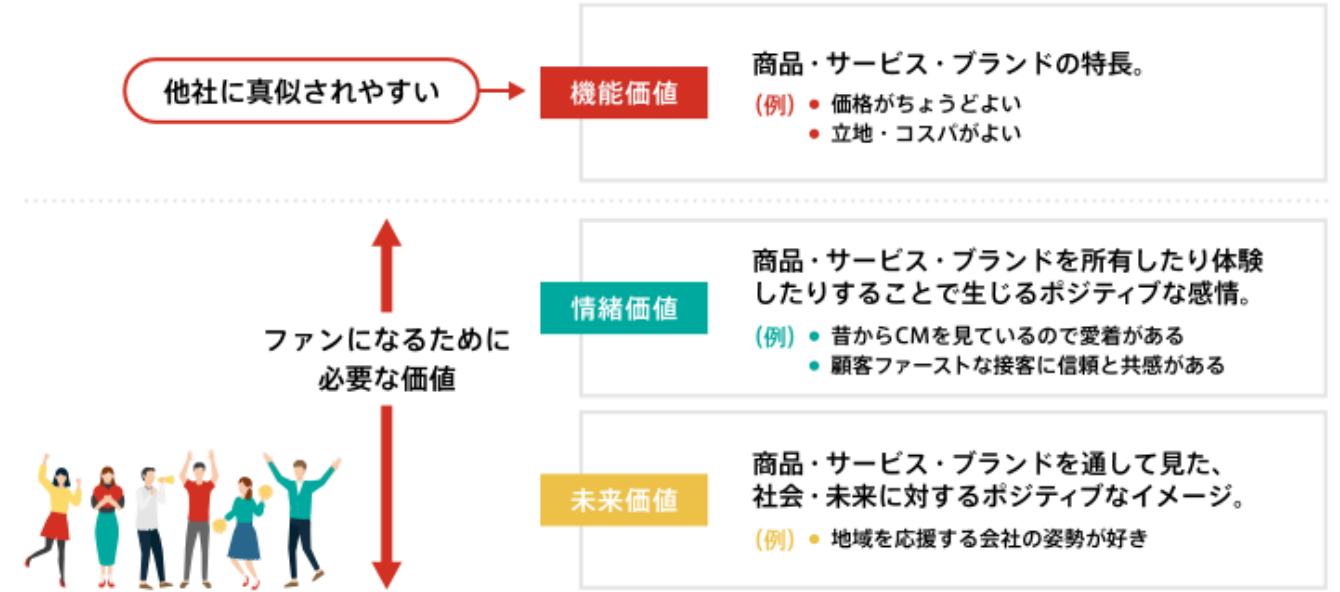 他社に真似されやすい
機能価値
商品・サービス・ブランドの特長。
(例) ● 価格がちょうどよい
● 立地・コスパがよい
ファンになるために
必要な価値
情緒価値
商品・サービス・ブランドを所有したり体験
したりすることで生じるポジティブな感情。
(例) ● 昔からCMを見ているので愛着がある
● 顧客ファーストな接客に信頼と共感がある
未来価値
商品・サービス・ブランドを通して見た、
社会・未来に対するポジティブなイメージ。
(例) ● 地域を応援する会社の姿勢が好き